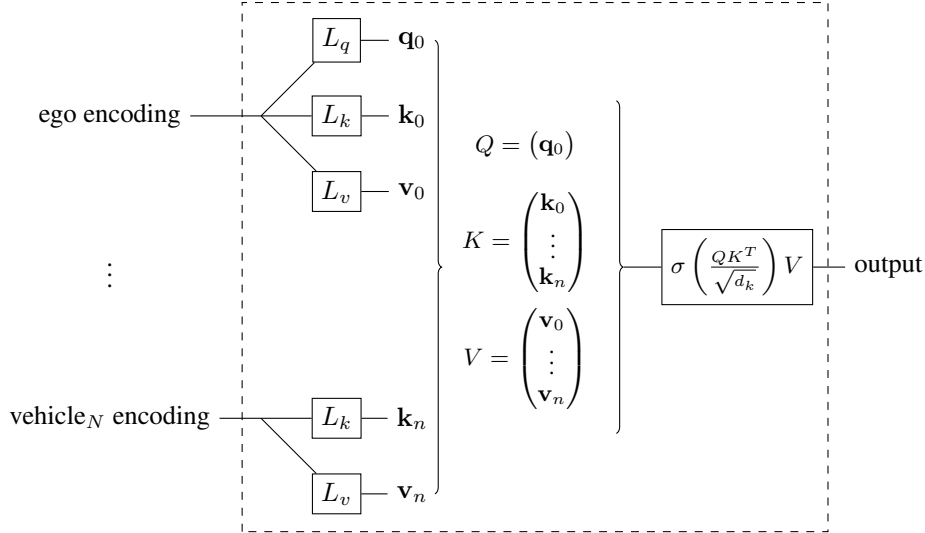 L_q q_0
ego encoding L_k k_0
L_v v_0
⋮
vehicle_N encoding L_k k_n
L_v v_n
Q = (q_0)
K = (k_0 ⋮ k_n)
V = (v_0 ⋮ v_n)
σ (QK^T / √d_k) V output